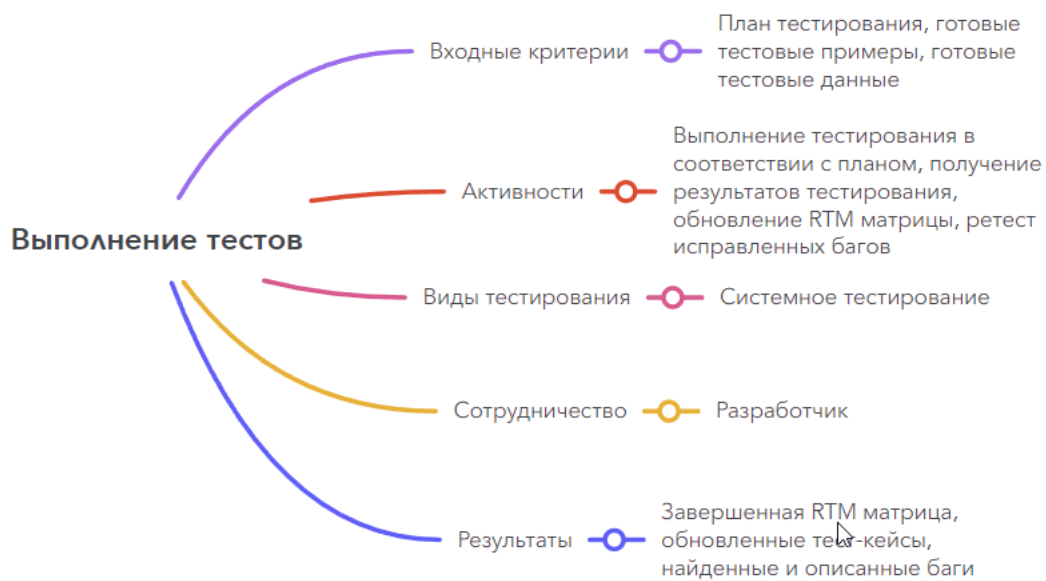 Выполнение тестов
Входные критерии
План тестирования, готовые
тестовые примеры, готовые
тестовые данные
Активности
Выполнение тестирования в
соответствии с планом, получение
результатов тестирования,
обновление RTM матрицы, ретест
исправленных багов
Виды тестирования
Системное тестирование
Сотрудничество
Разработчик
Результаты
Завершенная RTM матрица,
обновленные тест-кейсы,
найденные и описанные баги